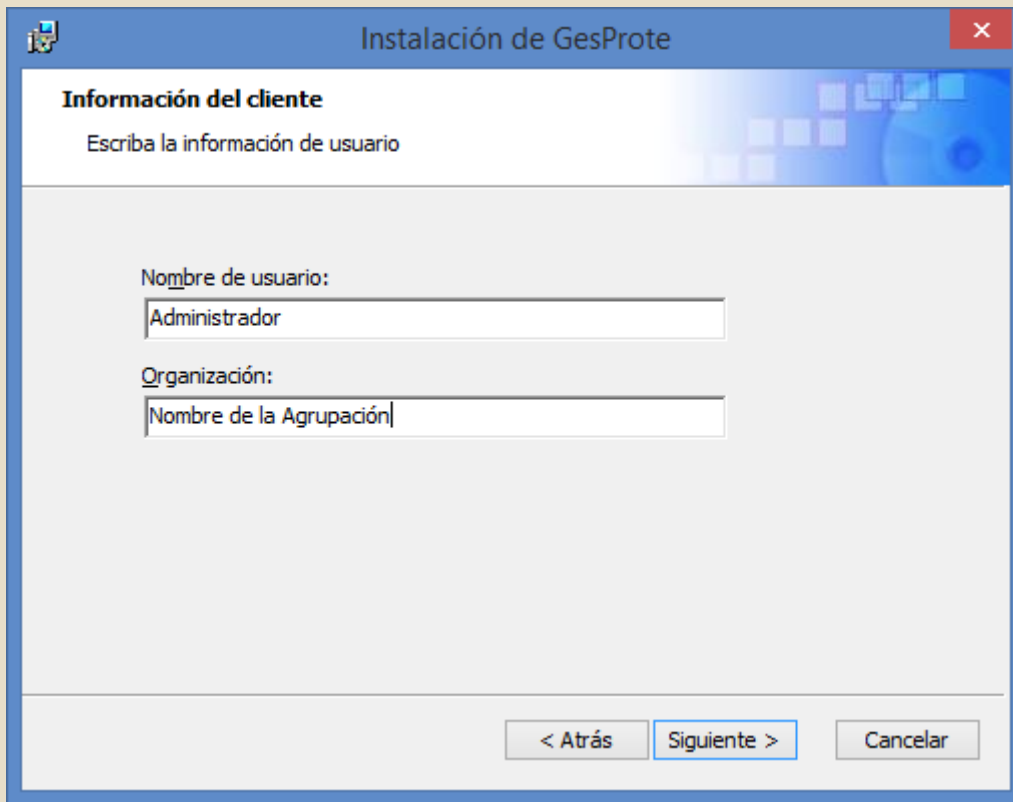 Instalación de GesProte
Información del cliente
Escriba la información de usuario
Nombre de usuario:
Administrador
Organización:
Nombre de la Agrupación
< Atrás
Siguiente >
Cancelar